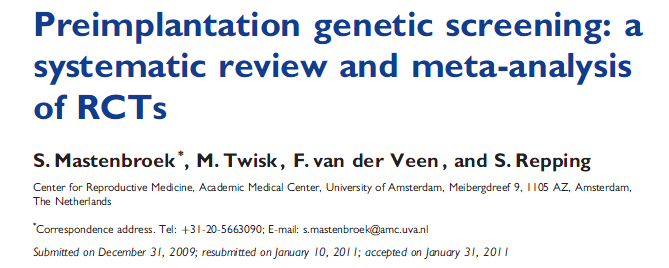 Preimplantation genetic screening: a
systematic review and meta-analysis
of RCTs
S. Mastenbroek*, M. Twisk, F. van der Veen, and S. Repping
Center for Reproductive Medicine, Academic Medical Center, University of Amsterdam, Meibergdreef 9, 1105 AZ, Amsterdam,
The Netherlands
*Correspondence address. Tel: +31-20-5663090; E-mail: s.mastenbroek@amc.uva.nl
Submitted on December 31, 2009; resubmitted on January 10, 2011; accepted on January 31, 2011